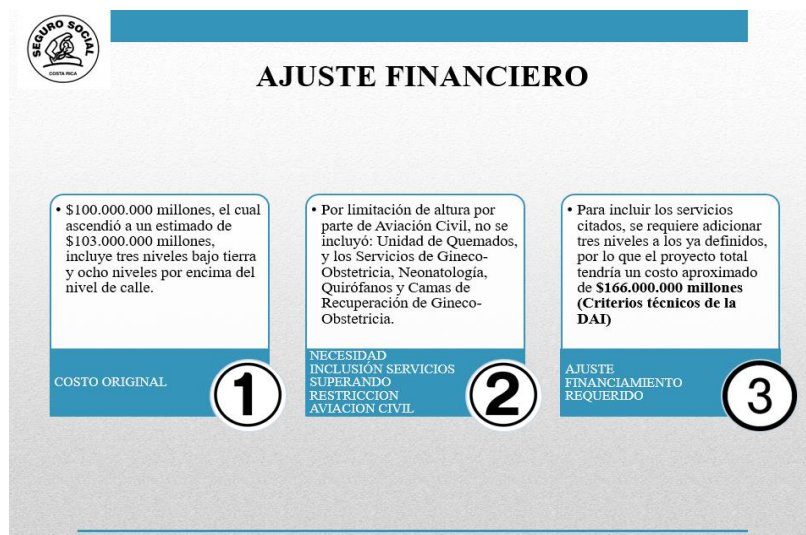 SEGURO SOCIAL
COSTA RICA
AJUSTE FINANCIERO
• $100.000.000 millones, el cual
ascendió a un estimado de
$103.000.000 millones,
incluye tres niveles bajo tierra
y ocho niveles por encima del
nivel de calle.
COSTO ORIGINAL
1
• Por limitación de altura por
parte de Aviación Civil, no se
incluyó: Unidad de Quemados,
y los Servicios de Gineco-
Obstetricia, Neonatología,
Quirófanos y Camas de
Recuperación de Gineco-
Obstetricia.
NECESIDAD
INCLUSIÓN SERVICIOS
SUPERANDO
RESTRICCION
AVIACION CIVIL
2
• Para incluir los servicios
citados, se requiere adicionar
tres niveles a los ya definidos,
por lo que el proyecto total
tendría un costo aproximado
de $166.000.000 millones
(Criterios técnicos de la
DAI)
AJUSTE
FINANCIAMIENTO
REQUERIDO
3